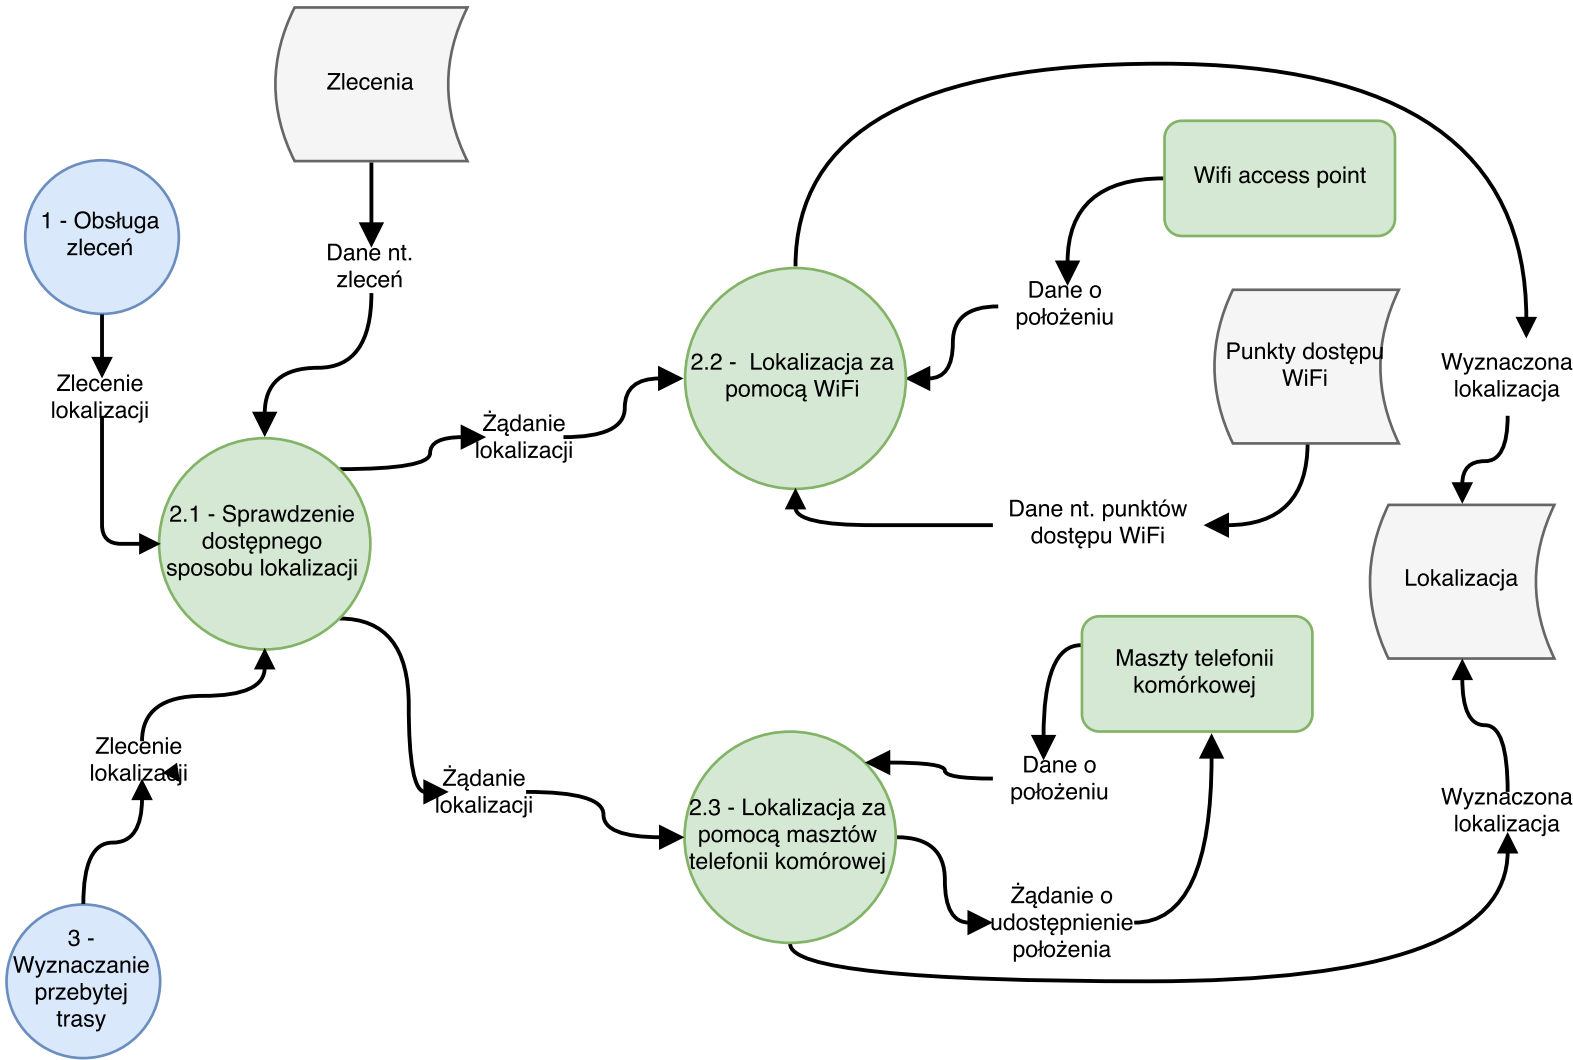 Zlecenia
1 - Obsługa
zleceń
Dane nt.
zleceń
Zlecenie
lokalizacji
2.1 - Sprawdzenie
dostępnego
sposobu lokalizacji
Żądanie
lokalizacji
2.2 -  Lokalizacja za
pomocą WiFi
Wifi access point
Dane o
położeniu
Punkty dostępu
WiFi
Dane nt. punktów
dostępu WiFi
Wyznaczona
lokalizacja
Lokalizacja
Maszty telefonii
komórkowej
Dane o
położeniu
Zlecenie
lokalizacji
Żądanie
lokalizacji
2.3 - Lokalizacja za
pomocą masztów
telefonii komórowej
Żądanie o
udostępnienie
położenia
Wyznaczona
lokalizacja
3 -
Wyznaczanie
przebytej
trasy